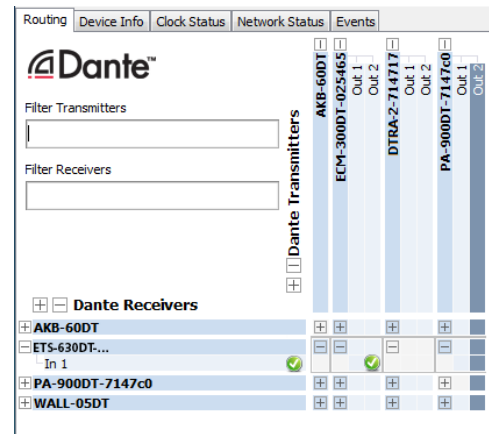 Routing Device Info Clock Status Network Status Events
Dante™
Filter Transmitters
Filter Receivers
Dante Transmitters
AKB-60DT
ECM-300DT-025465
Out 1
Out 2
DTRA-2-714717
Out 1
Out 2
PA-900DT-7147c0
Out 1
Out 2
Dante Receivers
AKB-60DT
ETS-630DT-...
In 1
PA-900DT-7147c0
WALL-05DT